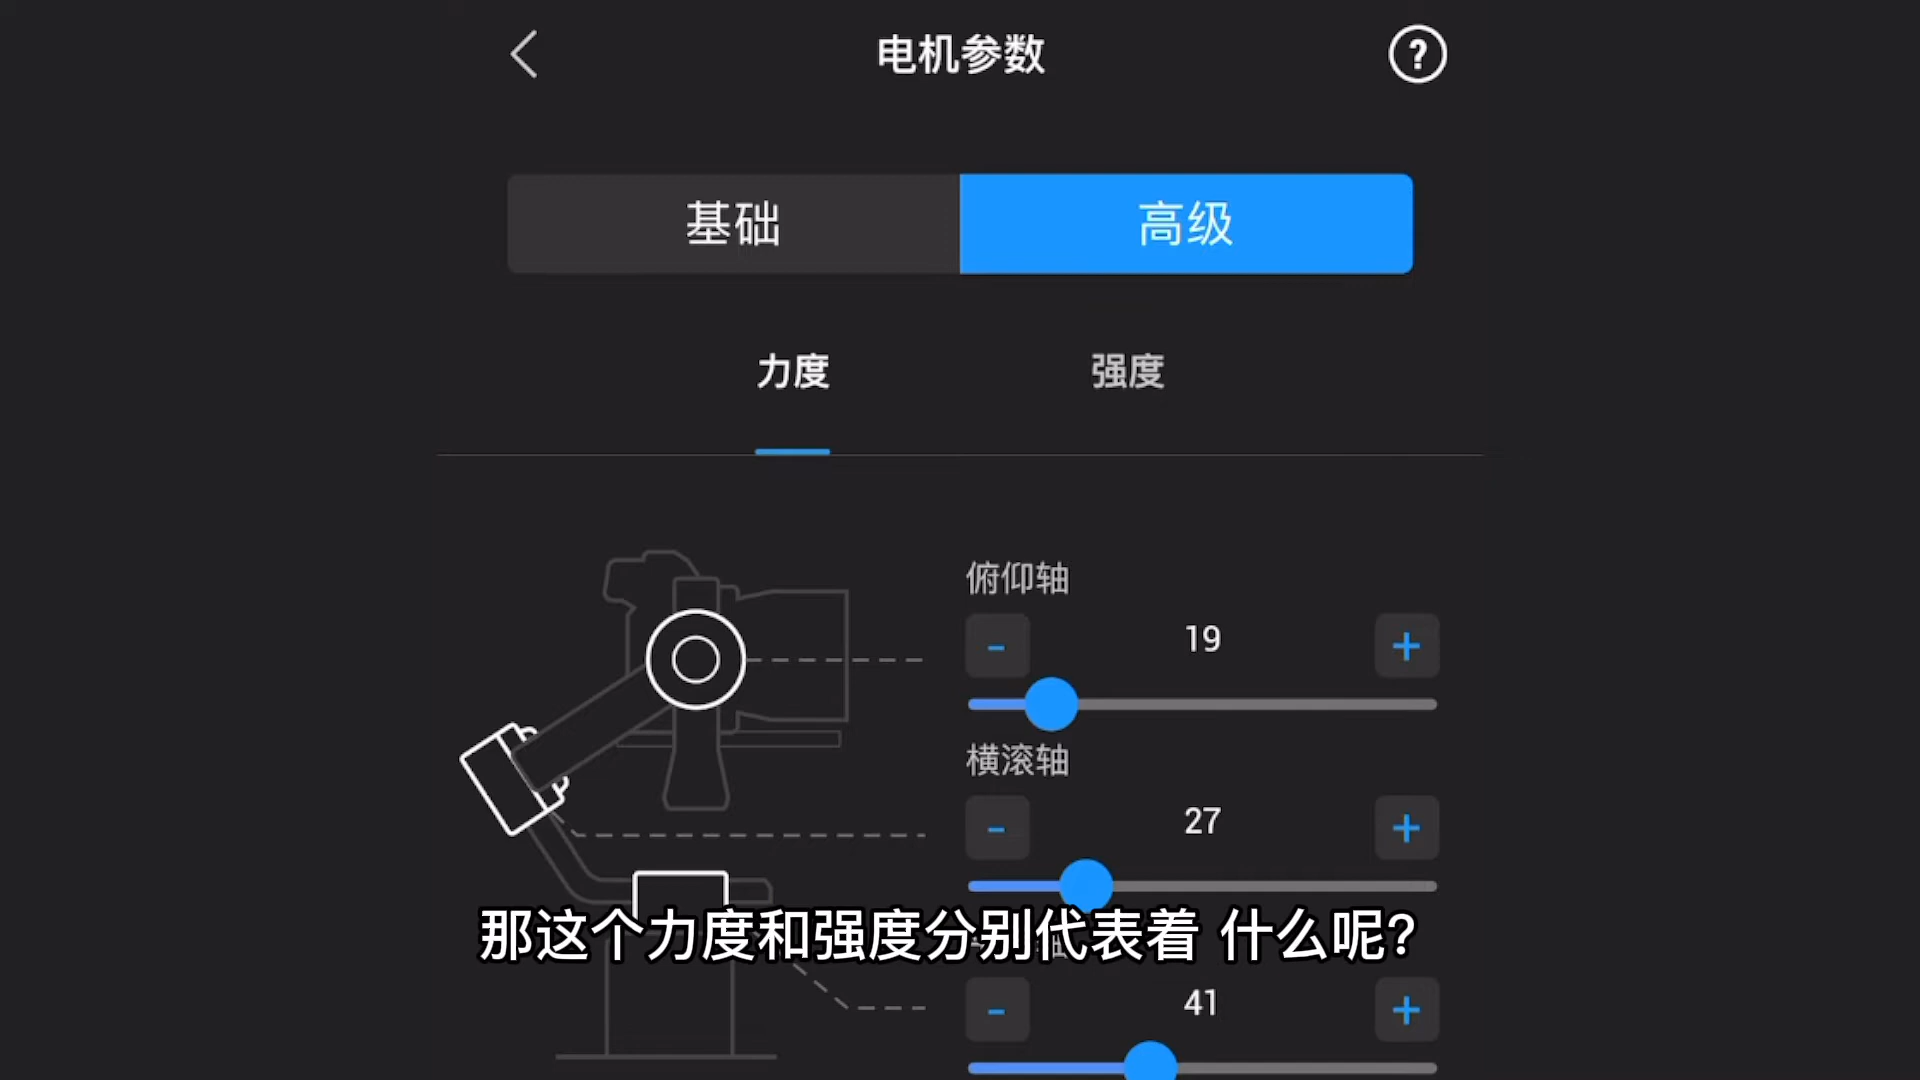 电机参数
?
基础
高级
力度
强度
俯仰轴
- 19 +
横滚轴
- 27 +
那这个力度和强度分别代表着 什么呢?
- 41 +